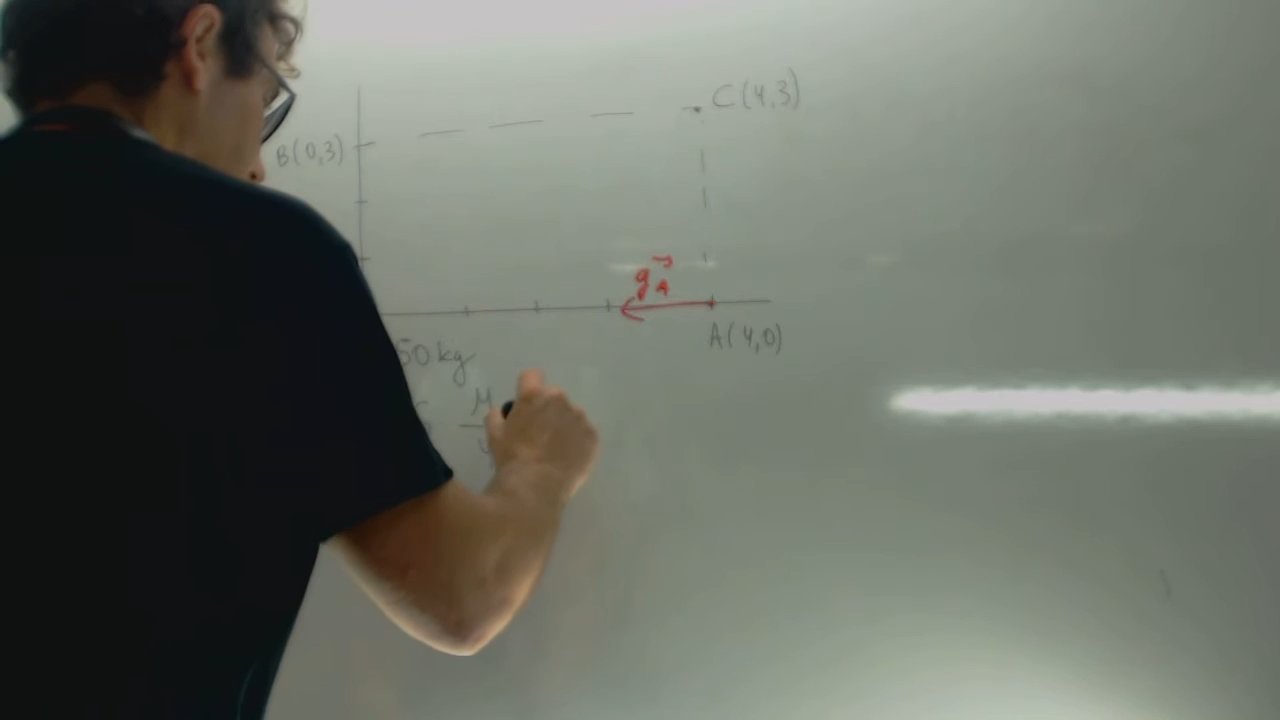 C(4,3)
B(0,3)
g⃗A
A(4,0)
50 kg
M